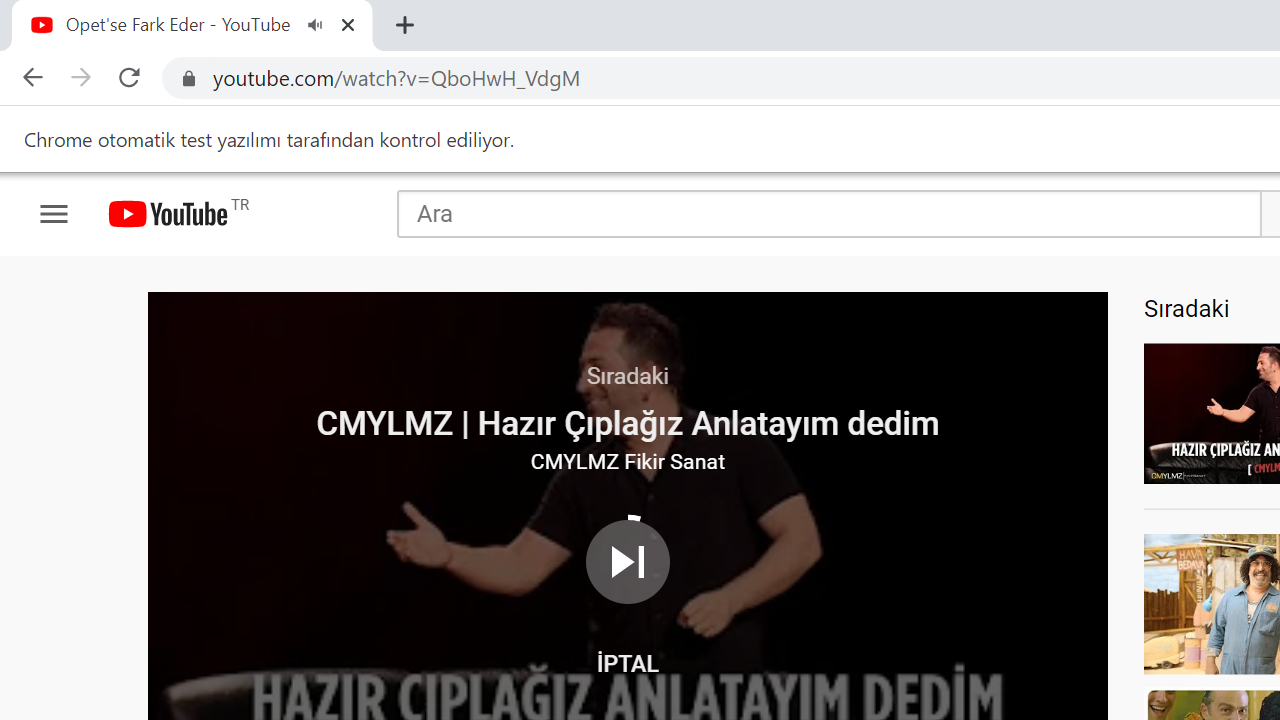 Opet'se Fark Eder - YouTube
youtube.com/watch?v=QboHwH_VdgM
Chrome otomatik test yazılımı tarafından kontrol ediliyor.
YouTube TR
Ara
Sıradaki
CMYLMZ | Hazır Çıplağız Anlatayım dedim
CMYLMZ Fikir Sanat
İPTAL
HAZIR ÇIPLAĞIZ ANLATAYIM DEDİM
Sıradaki
HAZIR ÇIPLAĞIZ AN
[ CMYLM
CMYLMZ
HAVA
BEDAVA